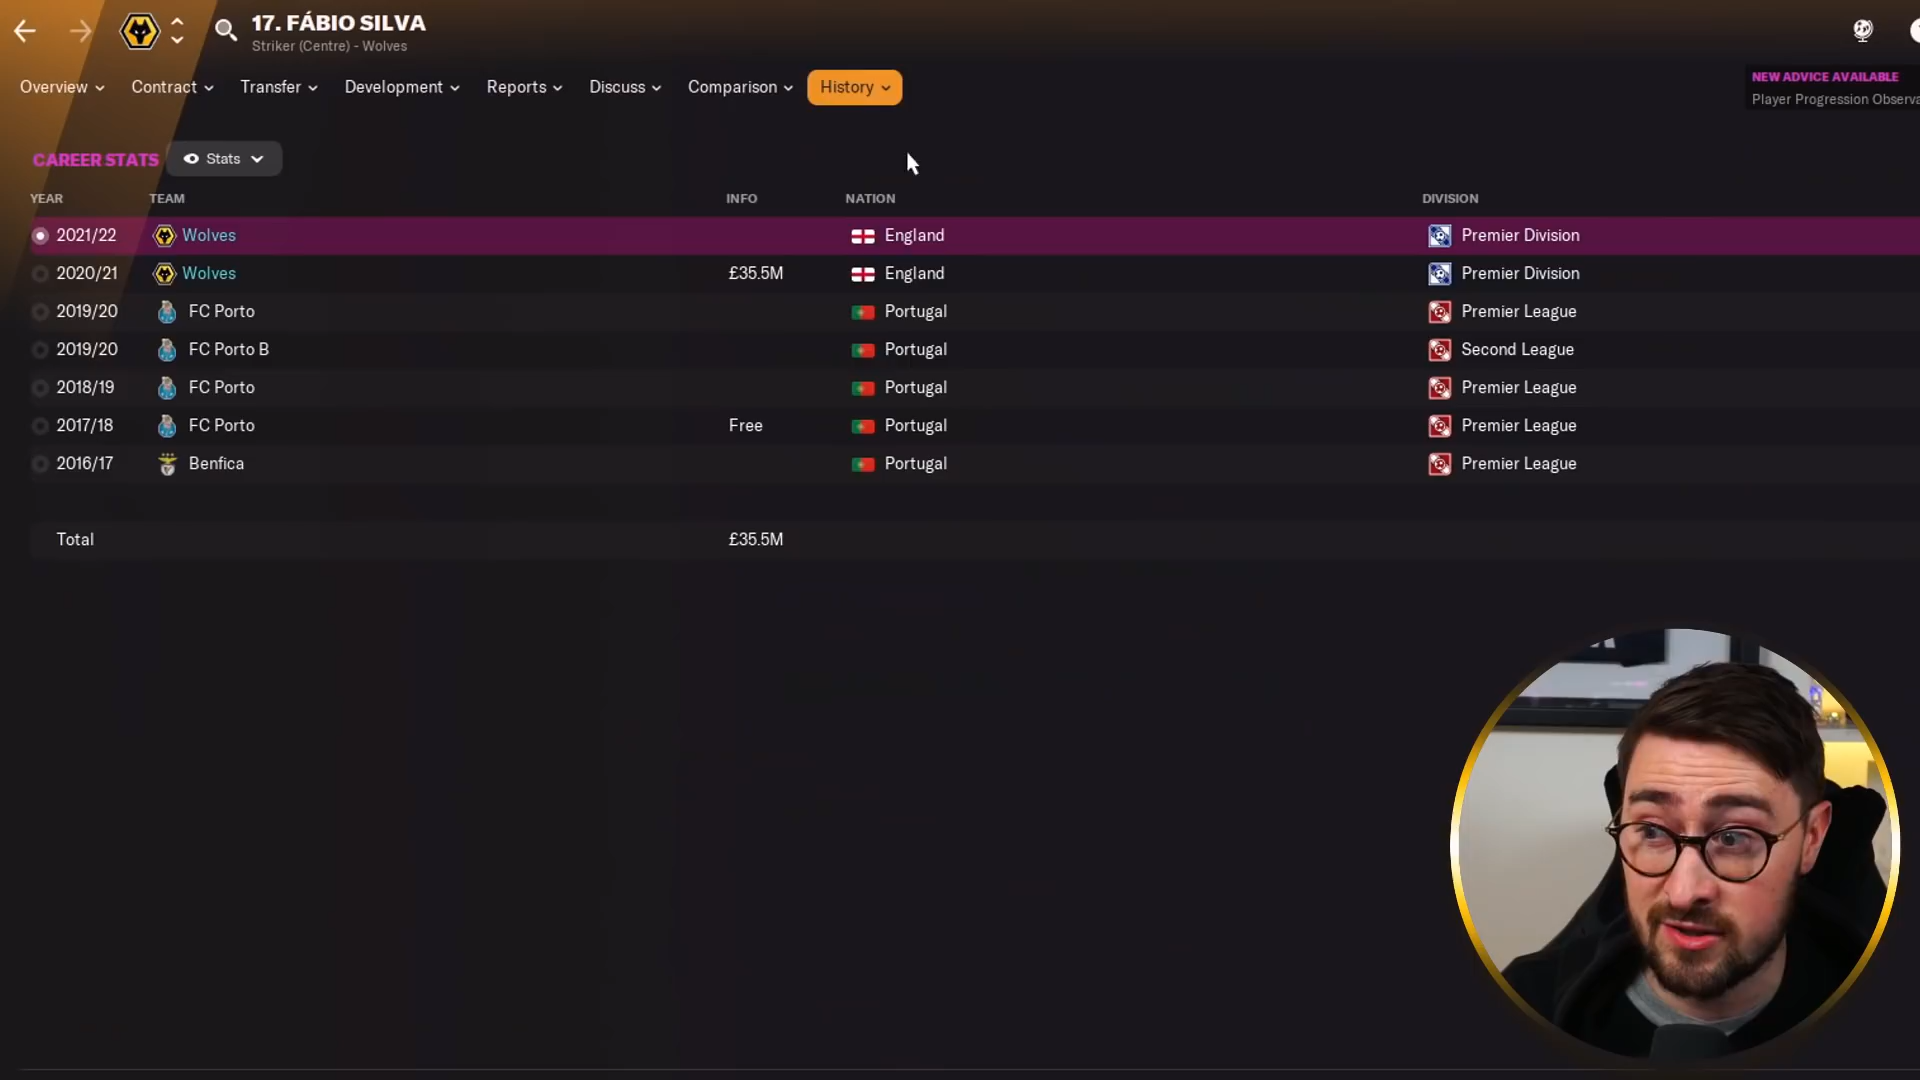 17. FÁBIO SILVA
Striker (Centre) - Wolves
Overview Contract Transfer Development Reports Discuss Comparison History
NEW ADVICE AVAILABLE
Player Progression Observa
CAREER STATS Stats
YEAR TEAM INFO NATION DIVISION
2021/22 Wolves England Premier Division
2020/21 Wolves £35.5M England Premier Division
2019/20 FC Porto Portugal Premier League
2019/20 FC Porto B Portugal Second League
2018/19 FC Porto Portugal Premier League
2017/18 FC Porto Free Portugal Premier League
2016/17 Benfica Portugal Premier League
Total £35.5M